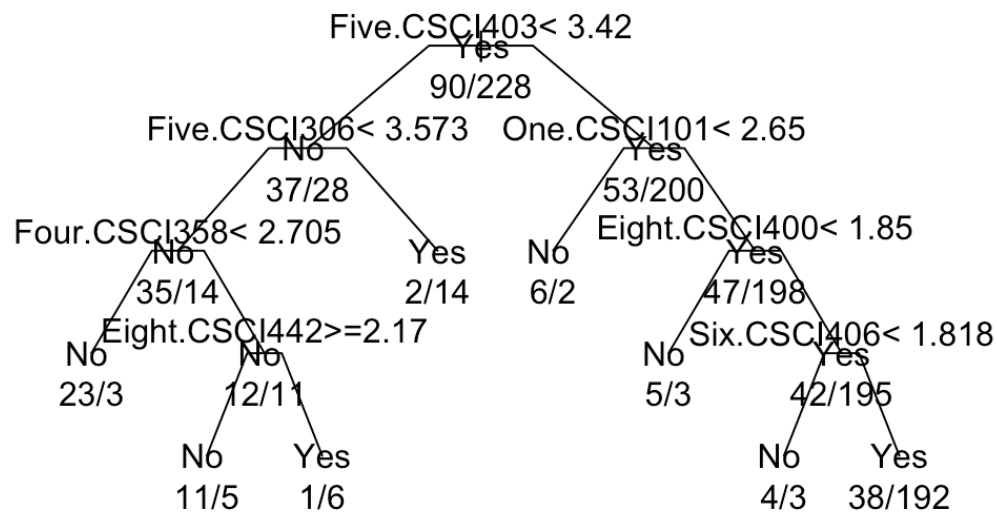 Five.CSCI403< 3.42
Yes
90/228
Five.CSCI306< 3.573
One.CSCI101< 2.65
No
Yes
37/28
53/200
Four.CSCI358< 2.705
Eight.CSCI400< 1.85
No
Yes
No
Yes
35/14
2/14
6/2
47/198
Eight.CSCI442>=2.17
Six.CSCI406< 1.818
No
No
No
Yes
23/3
12/11
5/3
42/195
No
Yes
No
Yes
11/5
1/6
4/3
38/192